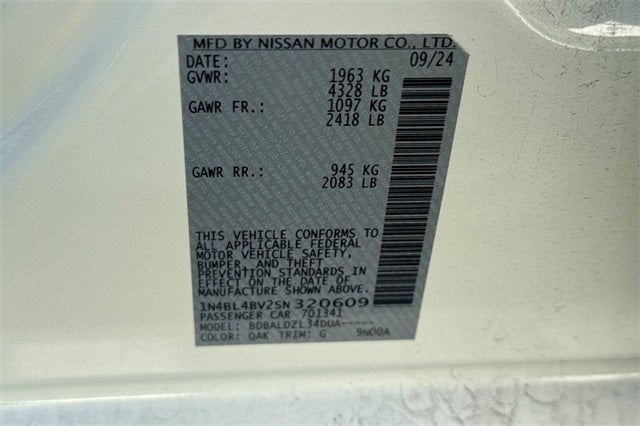 MFD BY NISSAN MOTOR CO., LTD.
DATE: 09/24
GVWR: 1963 KG
4328 LB
GAWR FR.: 1097 KG
2418 LB
GAWR RR.: 945 KG
2083 LB
THIS VEHICLE CONFORMS TO
ALL APPLICABLE FEDERAL
MOTOR VEHICLE SAFETY,
BUMPER, AND THEFT
PREVENTION STANDARDS IN
EFFECT ON THE DATE OF
MANUFACTURE SHOWN ABOVE.
1N4BL4BV2SN320609
PASSENGER CAR 701341
MODEL: BDBALDZL34DUA-----
COLOR: QAK TRIM: G 9N00A